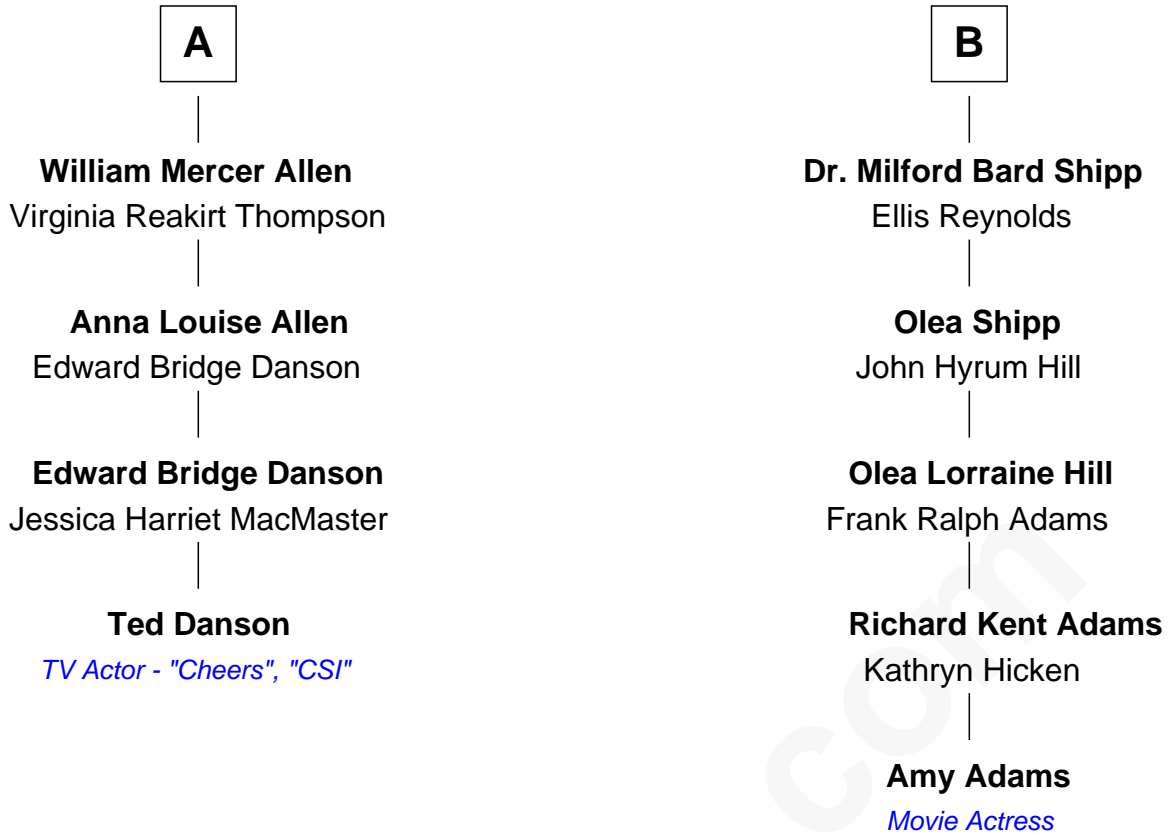 A
William Mercer Allen
Virginia Reakirt Thompson
Anna Louise Allen
Edward Bridge Danson
Edward Bridge Danson
Jessica Harriet MacMaster
Ted Danson
TV Actor - "Cheers", "CSI"
B
Dr. Milford Bard Shipp
Ellis Reynolds
Olea Shipp
John Hyrum Hill
Olea Lorraine Hill
Frank Ralph Adams
Richard Kent Adams
Kathryn Hicken
Amy Adams
Movie Actress
com